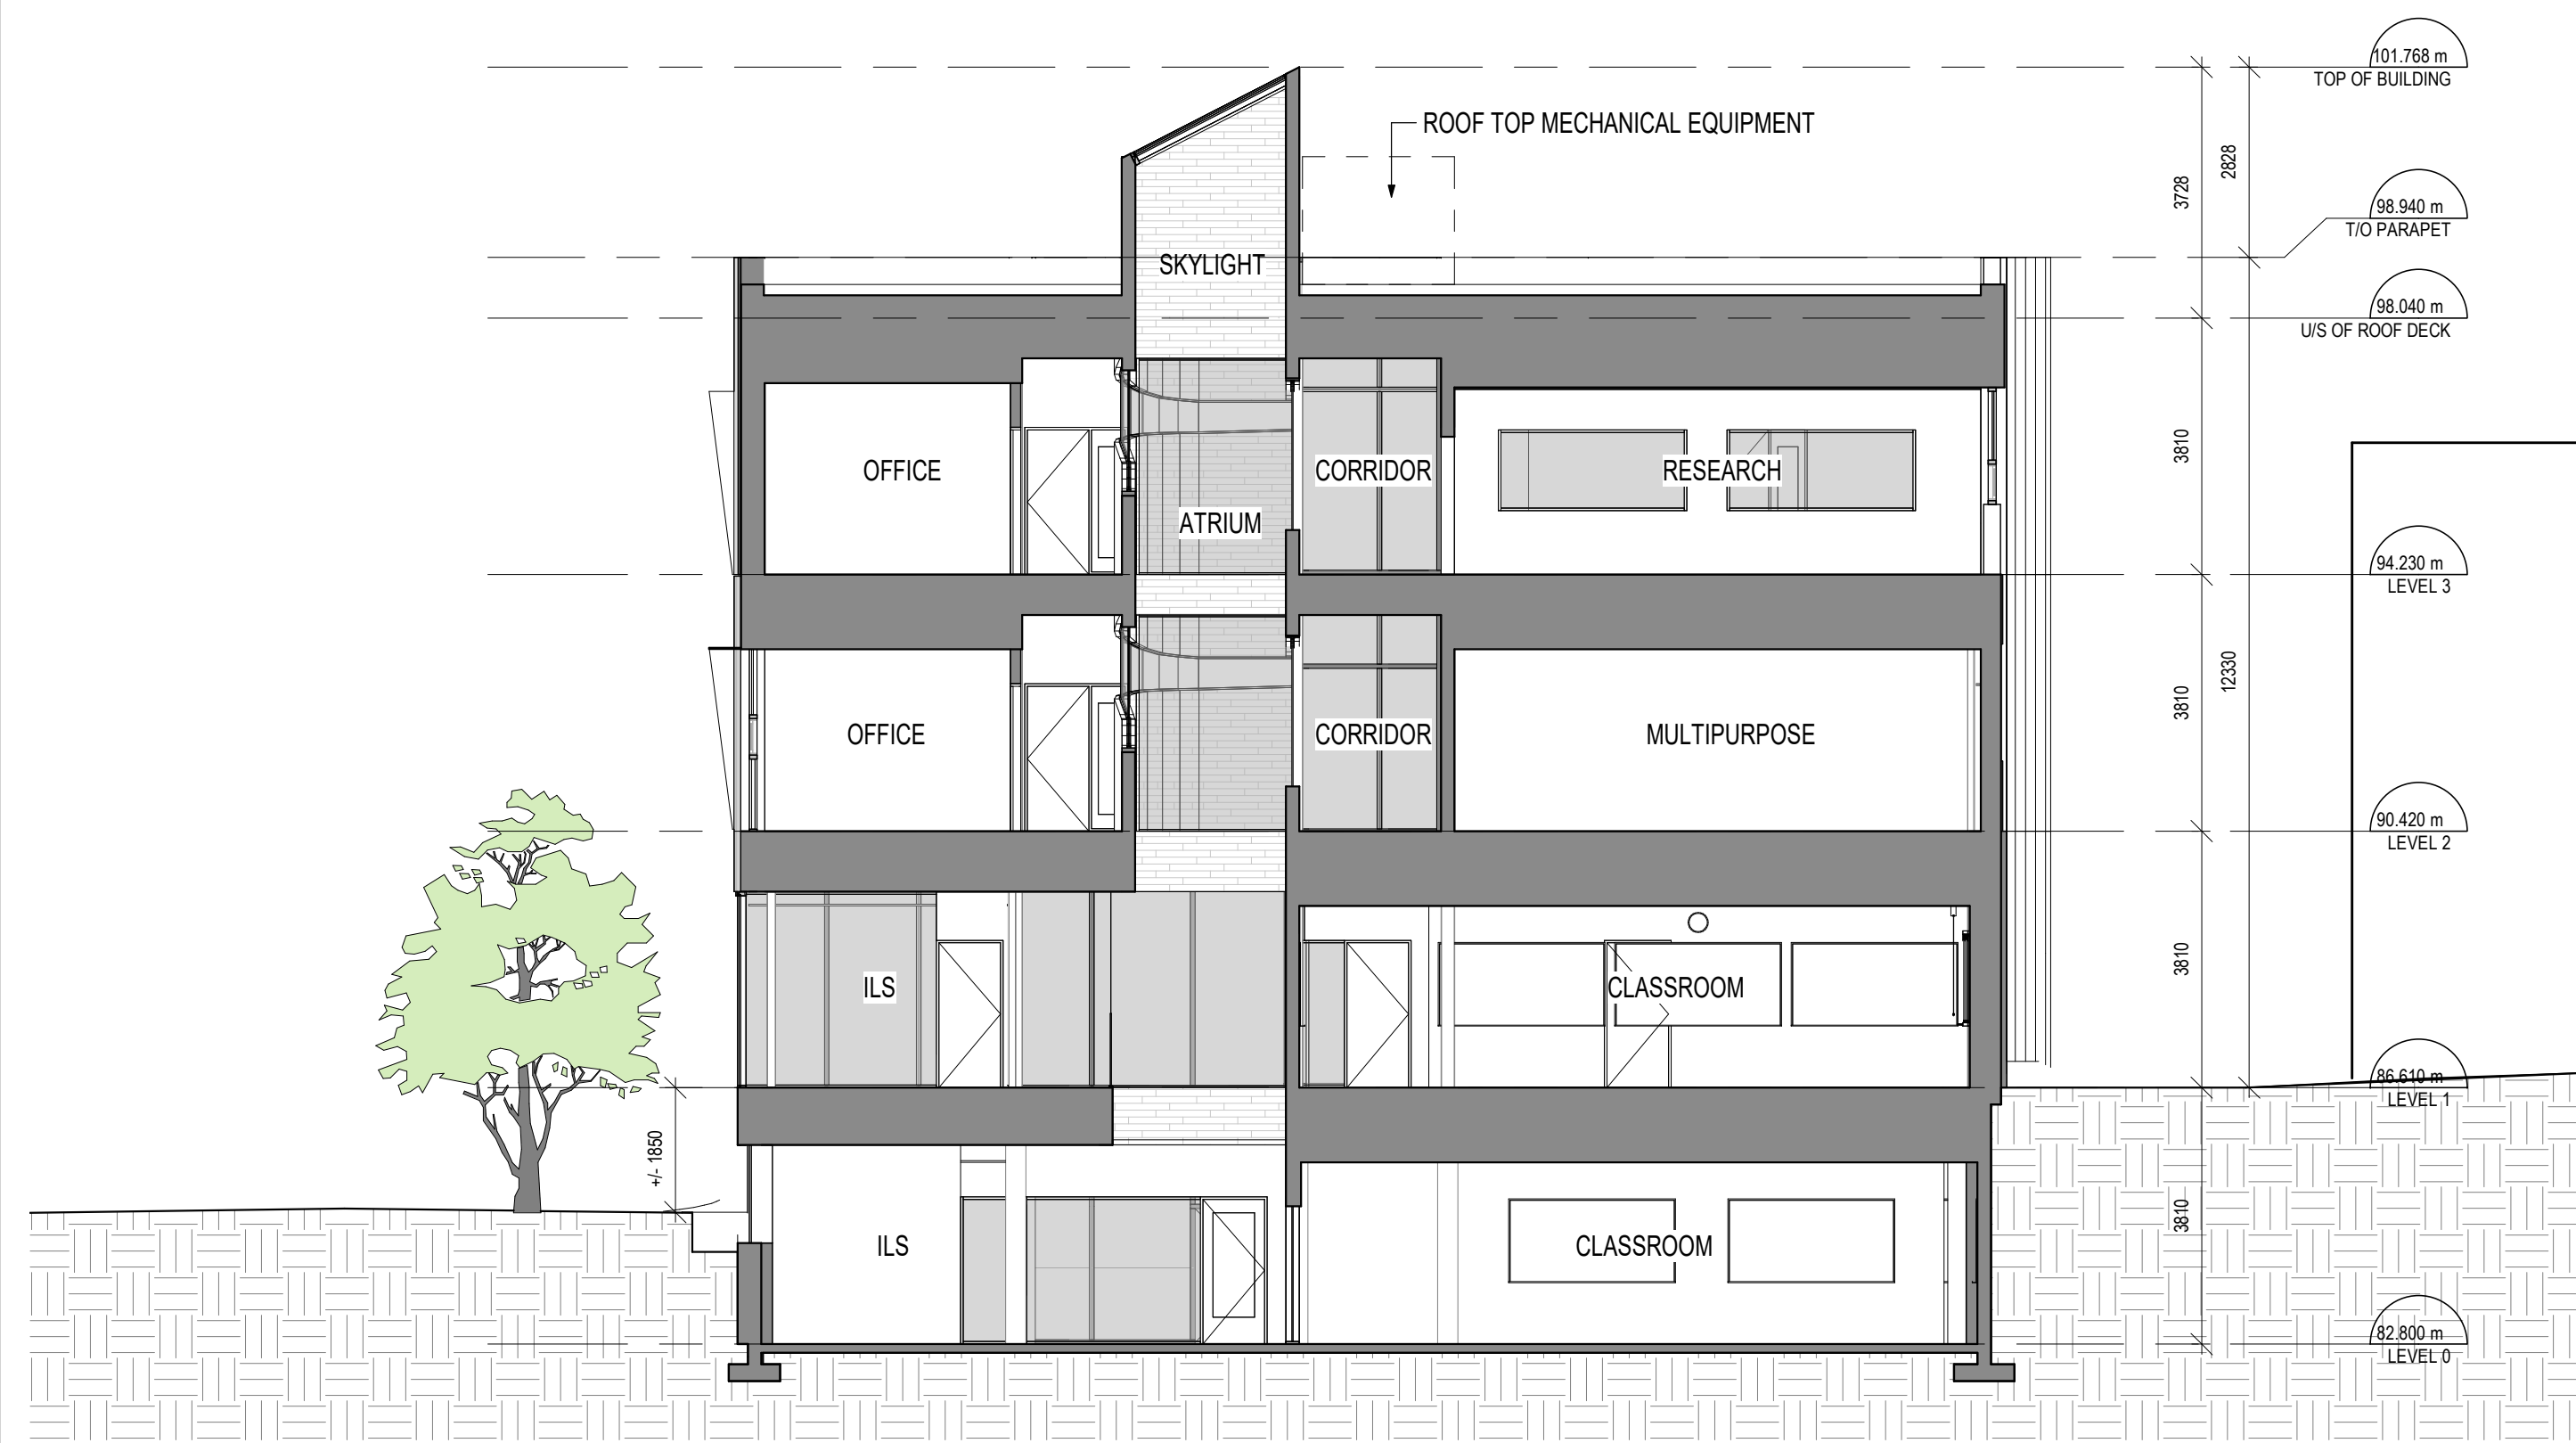 101.768 m
TOP OF BUILDING
ROOF TOP MECHANICAL EQUIPMENT
2828
3728
98.940 m
T/O PARAPET
SKYLIGHT
98.040 m
U/S OF ROOF DECK
OFFICE
CORRIDOR
RESEARCH
3810
ATRIUM
94.230 m
LEVEL 3
12330
3810
OFFICE
CORRIDOR
MULTIPURPOSE
90.420 m
LEVEL 2
ILS
CLASSROOM
3810
86.610 m
LEVEL 1
+/- 1850
3810
ILS
CLASSROOM
82.800 m
LEVEL 0